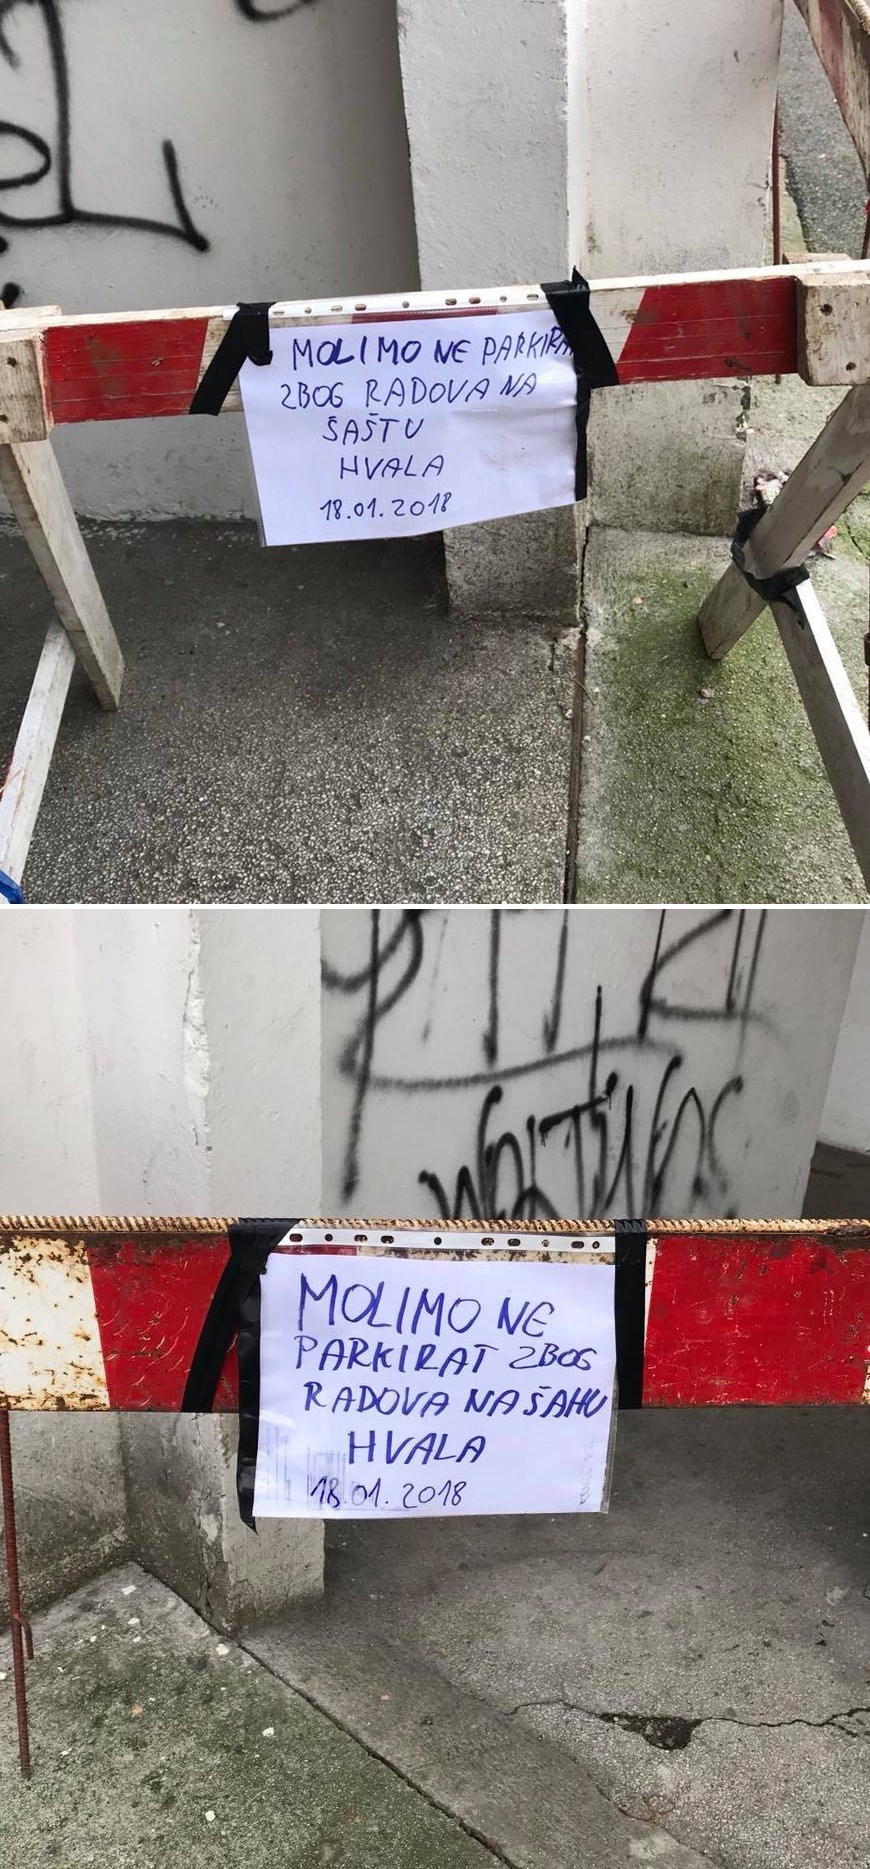 MOLIMO NE PARKIRA
ZBOG RADOVA NA
ŠAŠTU
HVALA
18.01.2018
MOLIMO NE
PARKIRAT ZBOG
RADOVA NA ŠAHU
HVALA
18.01.2018